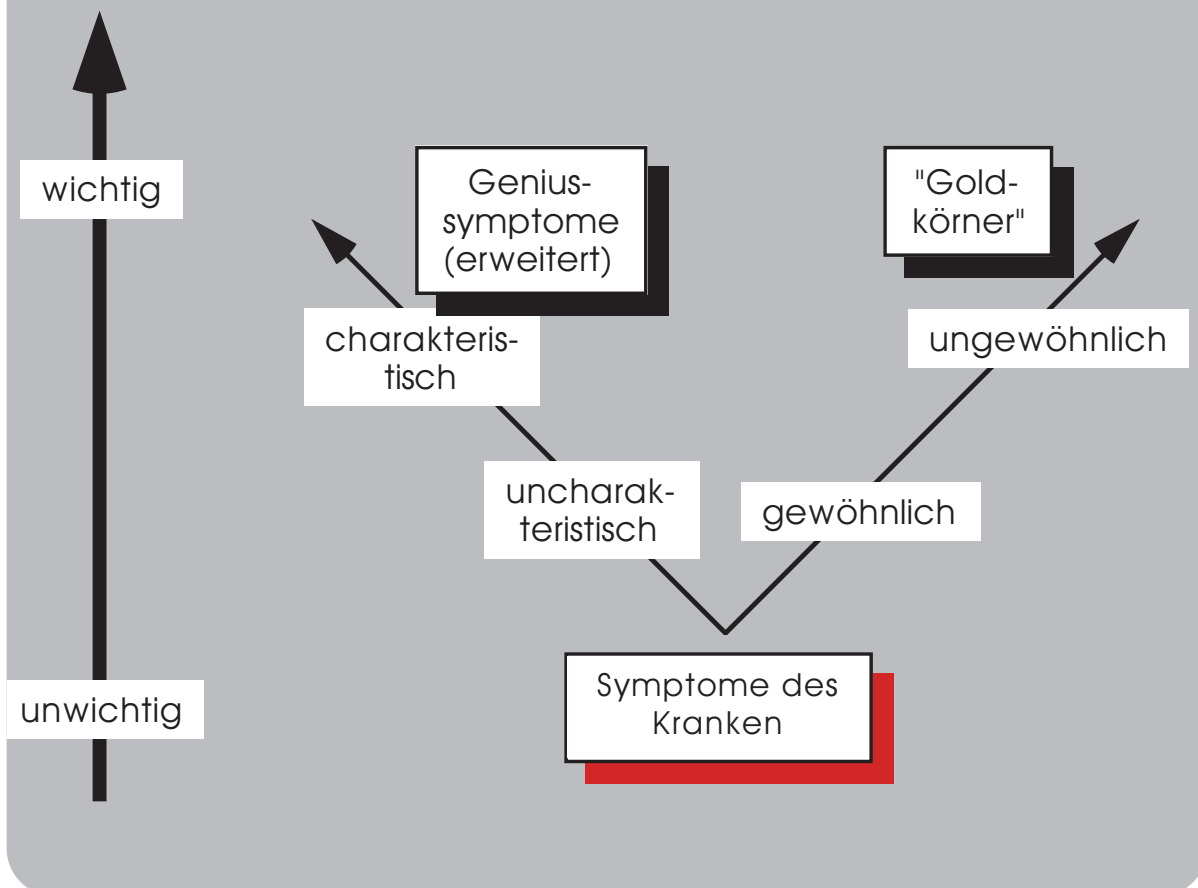 wichtig
Genius-
symptome
(erweitert)
"Gold-
körner"
charakteris-
tisch
ungewöhnlich
uncharak-
teristisch
gewöhnlich
Symptome des
Kranken
unwichtig